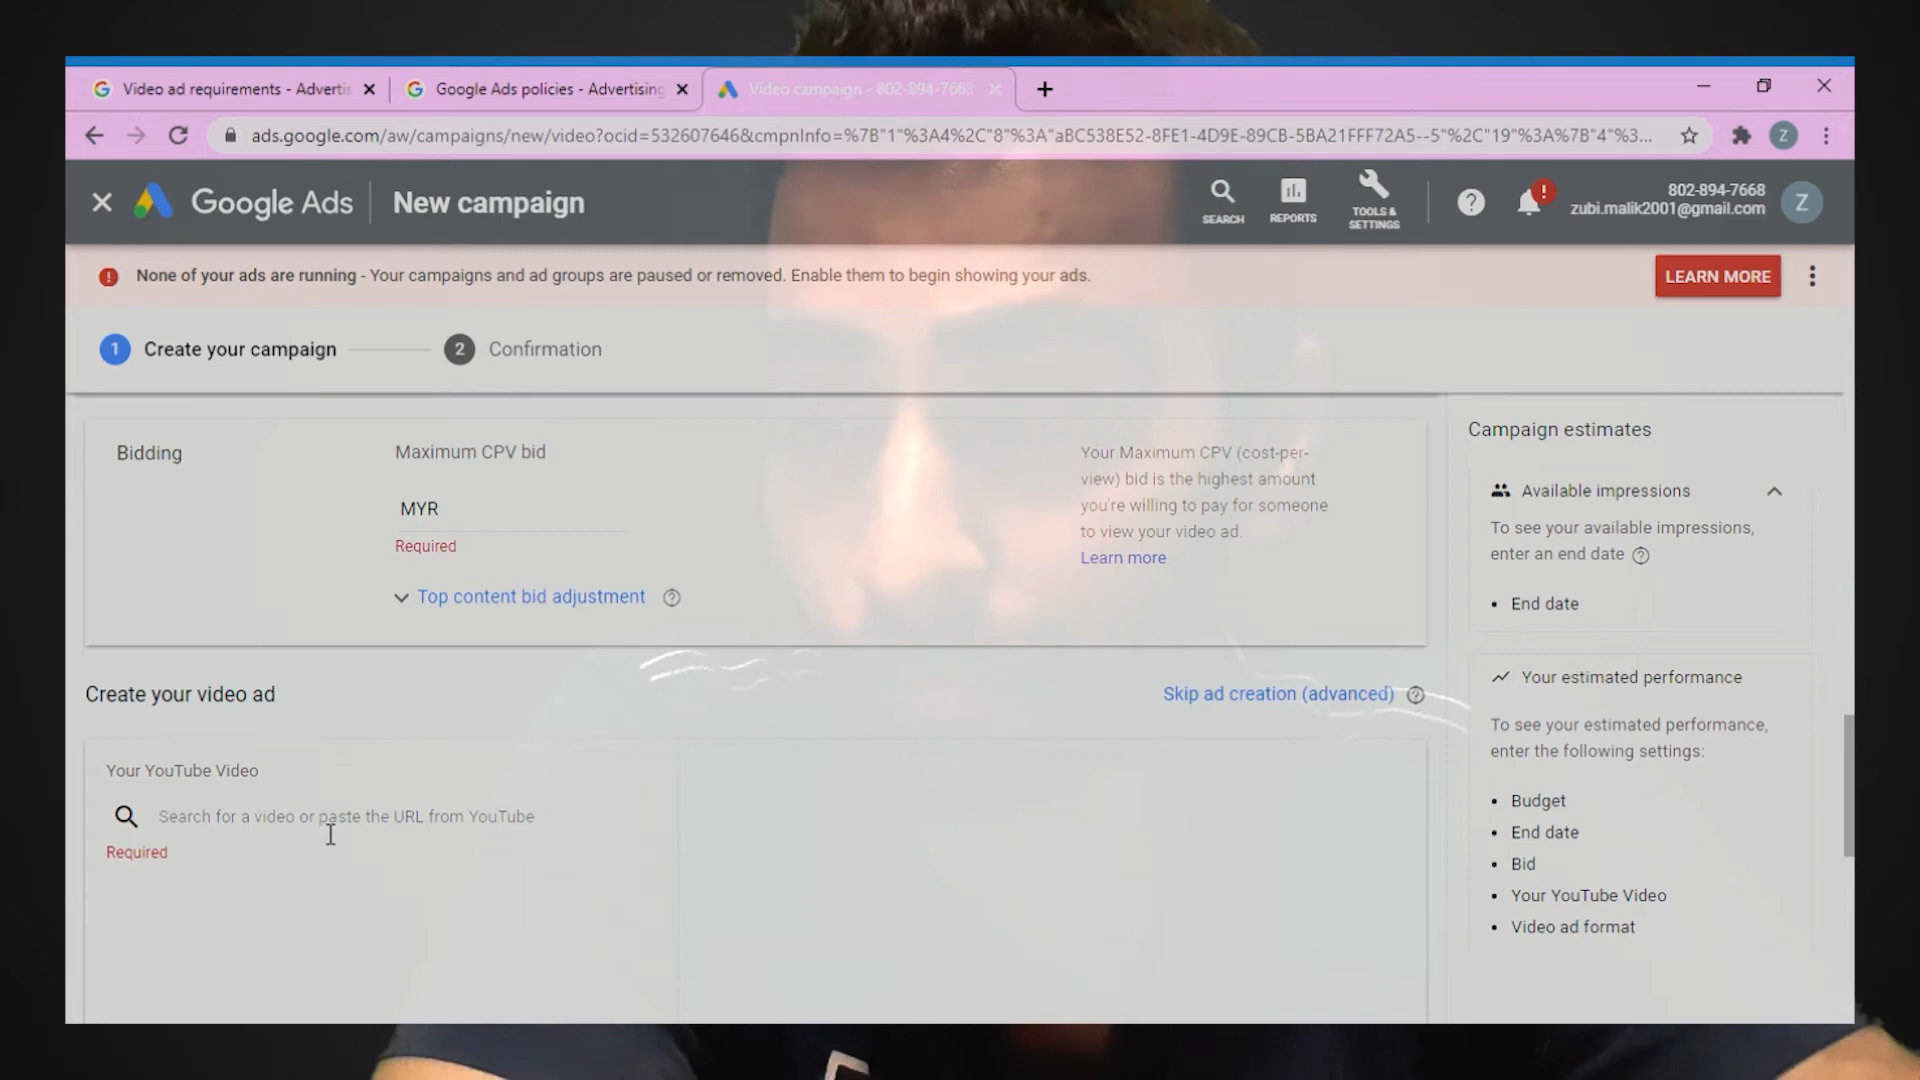 Video ad requirements - Adverti
Google Ads policies - Advertising
Video campaign - 802-894-7668
ads.google.com/aw/campaigns/new/video?ocid=532607646&cmpnInfo=%7B"1"%3A4%2C"8"%3A"aBC538E52-8FE1-4D9E-89CB-5BA21FFF72A5--5"%2C"19"%3A%7B"4"%3...
Z
Google Ads
New campaign
SEARCH
REPORTS
TOOLS &
SETTINGS
802-894-7668
zubi.malik2001@gmail.com
Z
None of your ads are running - Your campaigns and ad groups are paused or removed. Enable them to begin showing your ads.
LEARN MORE
1 Create your campaign
2 Confirmation
Bidding
Maximum CPV bid
MYR
Required
Top content bid adjustment
Your Maximum CPV (cost-per-
view) bid is the highest amount
you're willing to pay for someone
to view your video ad.
Learn more
Create your video ad
Skip ad creation (advanced)
Your YouTube Video
Search for a video or paste the URL from YouTube
Required
Campaign estimates
Available impressions
To see your available impressions,
enter an end date
• End date
Your estimated performance
To see your estimated performance,
enter the following settings:
• Budget
• End date
• Bid
• Your YouTube Video
• Video ad format